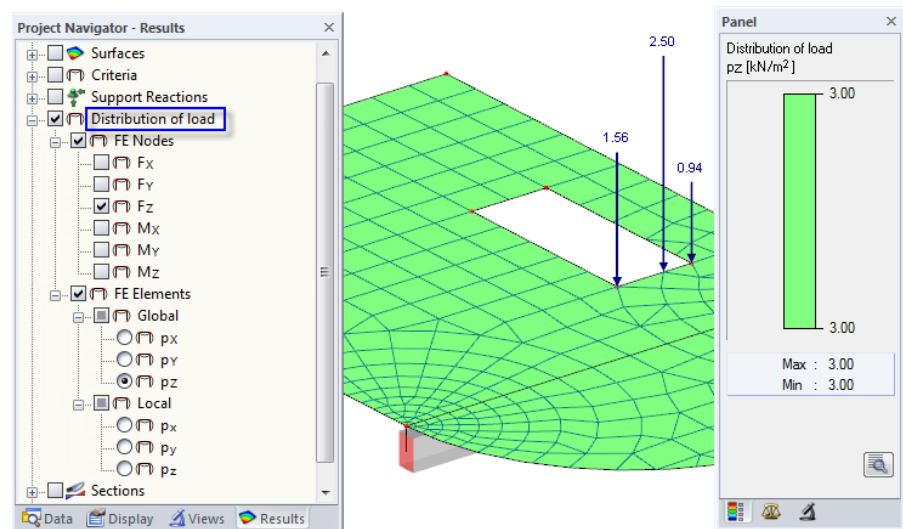 Project Navigator - Results
Surfaces
Criteria
Support Reactions
Distribution of load
FE Nodes
FX
FY
FZ
MX
MY
MZ
FE Elements
Global
pX
pY
pZ
Local
px
py
pz
Sections
Data Display Views Results
2.50
1.56
0.94
Panel
Distribution of load
pZ [kN/m²]
3.00
3.00
Max : 3.00
Min : 3.00